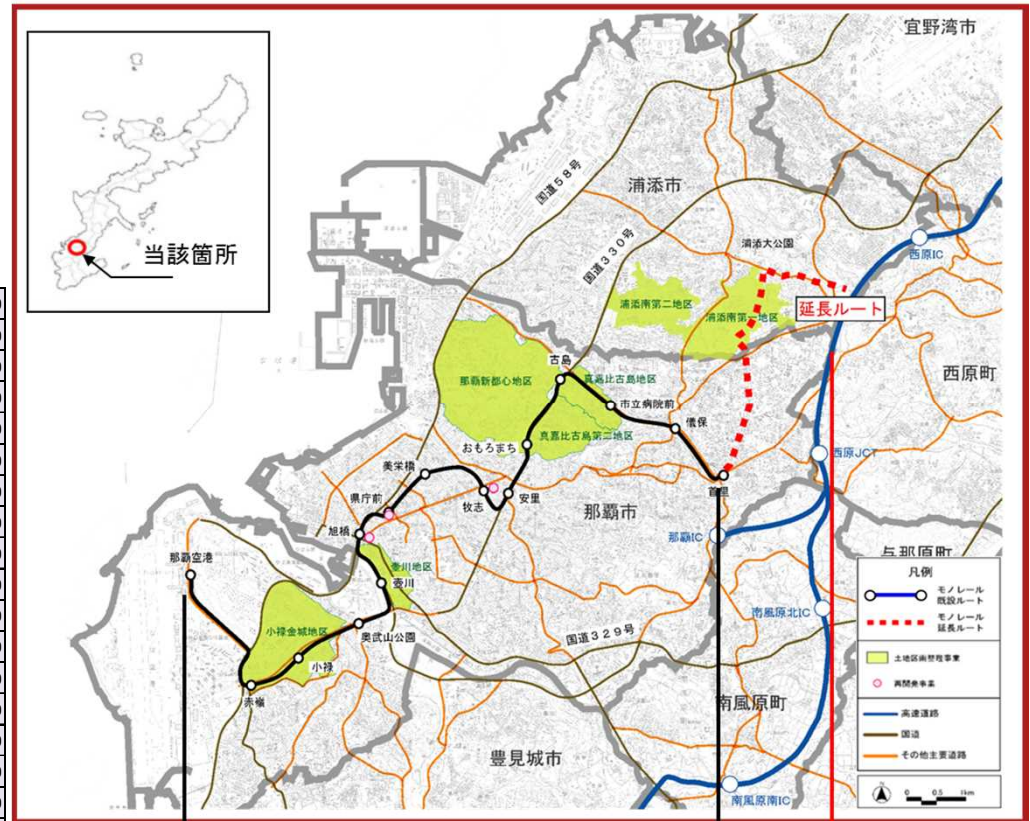 当該箇所
宜野湾市
国道58号
浦添市
国道330号
浦添大公園
西原IC
浦添南第二地区
浦添南第一地区
延長ルート
古島
那覇新都心地区
真嘉比古島地区
西原町
市立病院前
儀保
おもろまち
真嘉比古島第二地区
西原JCT
美栄橋
首里
県庁前
牧志
安里
那覇市
旭橋
那覇IC
那覇空港
与那原町
壺川地区
壺川
凡例
モノレール
既設ルート
モノレール
延長ルート
南風原北IC
小禄金城地区
奥武山公園
国道329号
小禄
土地区画整理事業
赤嶺
再開発事業
南風原町
高速道路
国道
その他主要道路
豊見城市
南風原南IC
0 0.5 1km